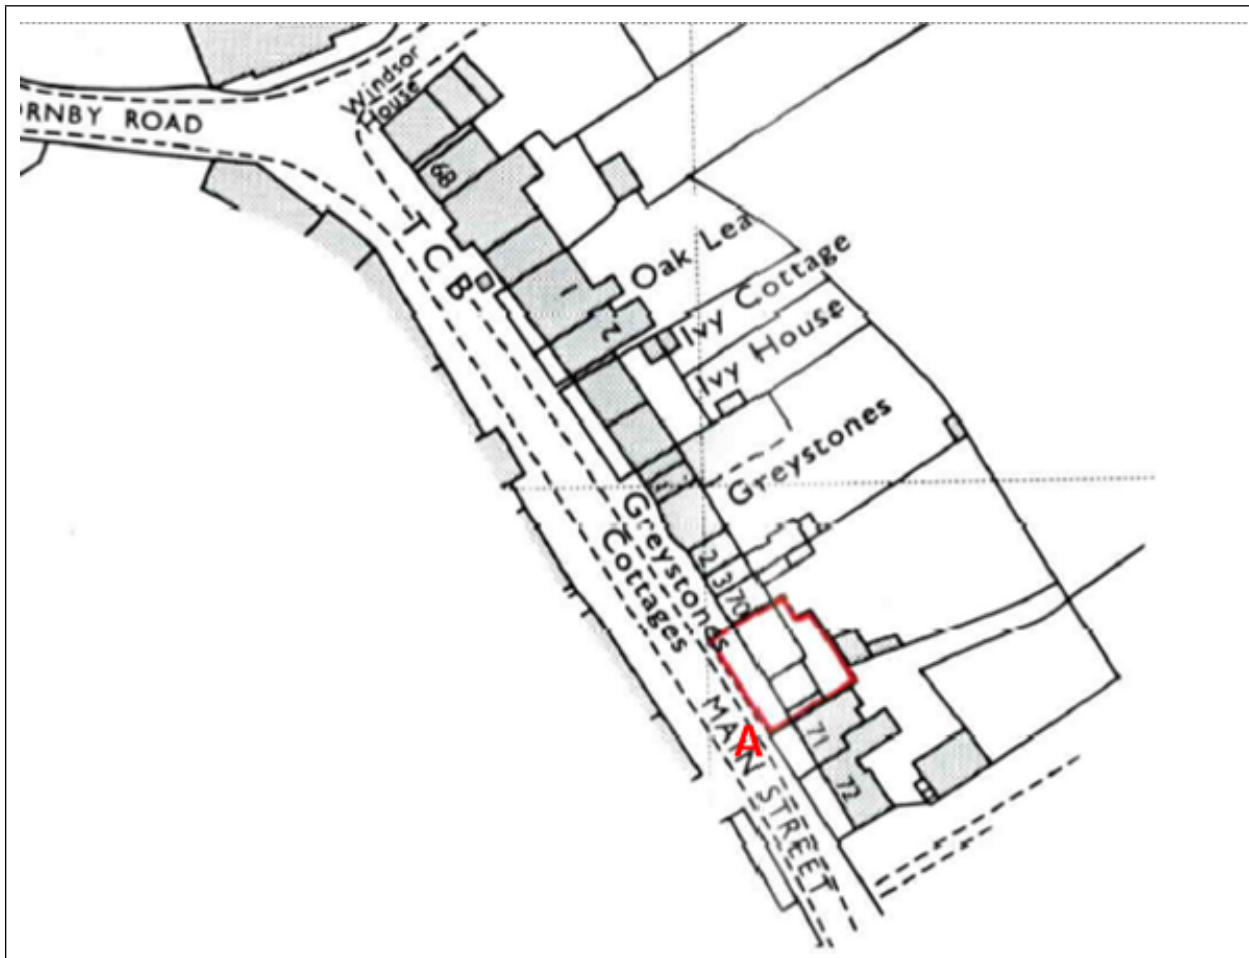 Windsor
House
RNBY ROAD
68
T C B
Oak Lea
1
Ivy Cottage
2
Ivy House
Greystones
1
Greystones
Cottages
2
3
70
MAIN STREET
A
71
72